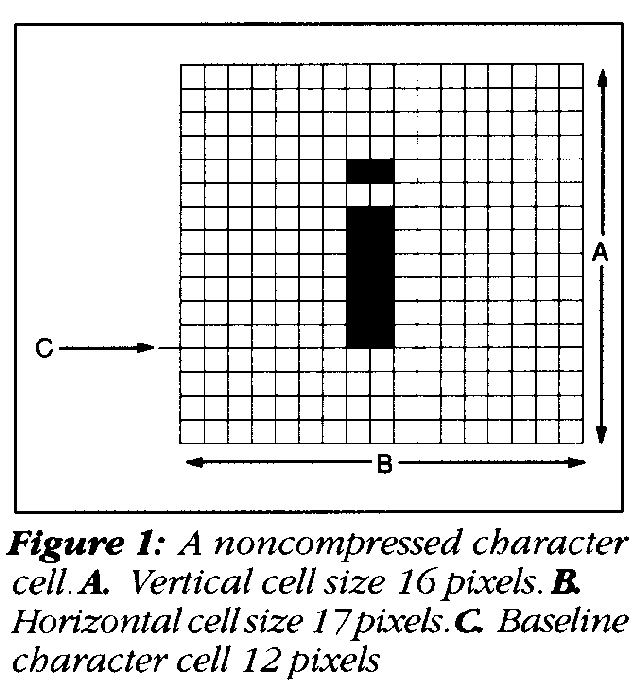 A
C
B
Figure 1: A noncompressed character
cell. A. Vertical cell size 16 pixels. B.
Horizontal cell size 17 pixels. C. Baseline
character cell 12 pixels